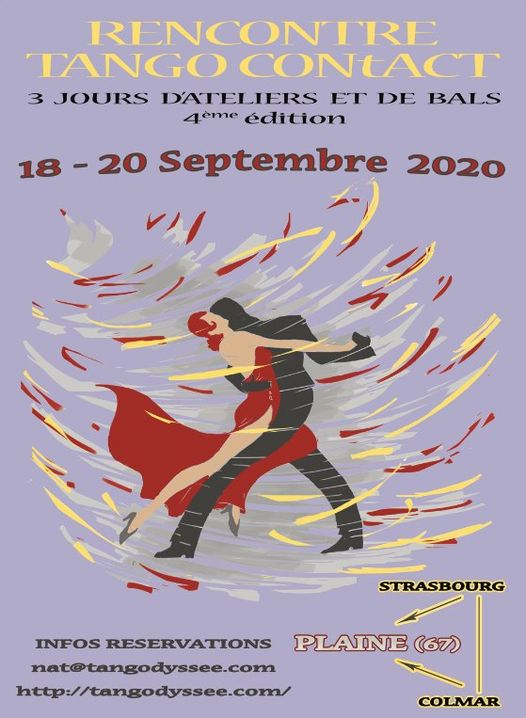 RENCONTRE
TANGO CONtACT
3 JOURS D'ATELIERS ET DE BALS
4ème édition
18 - 20 Septembre 2020
STRASBOURG
INFOS RESERVATIONS
PLAINE (67)
nat@tangodyssee.com
http://tangodyssee.com/
COLMAR